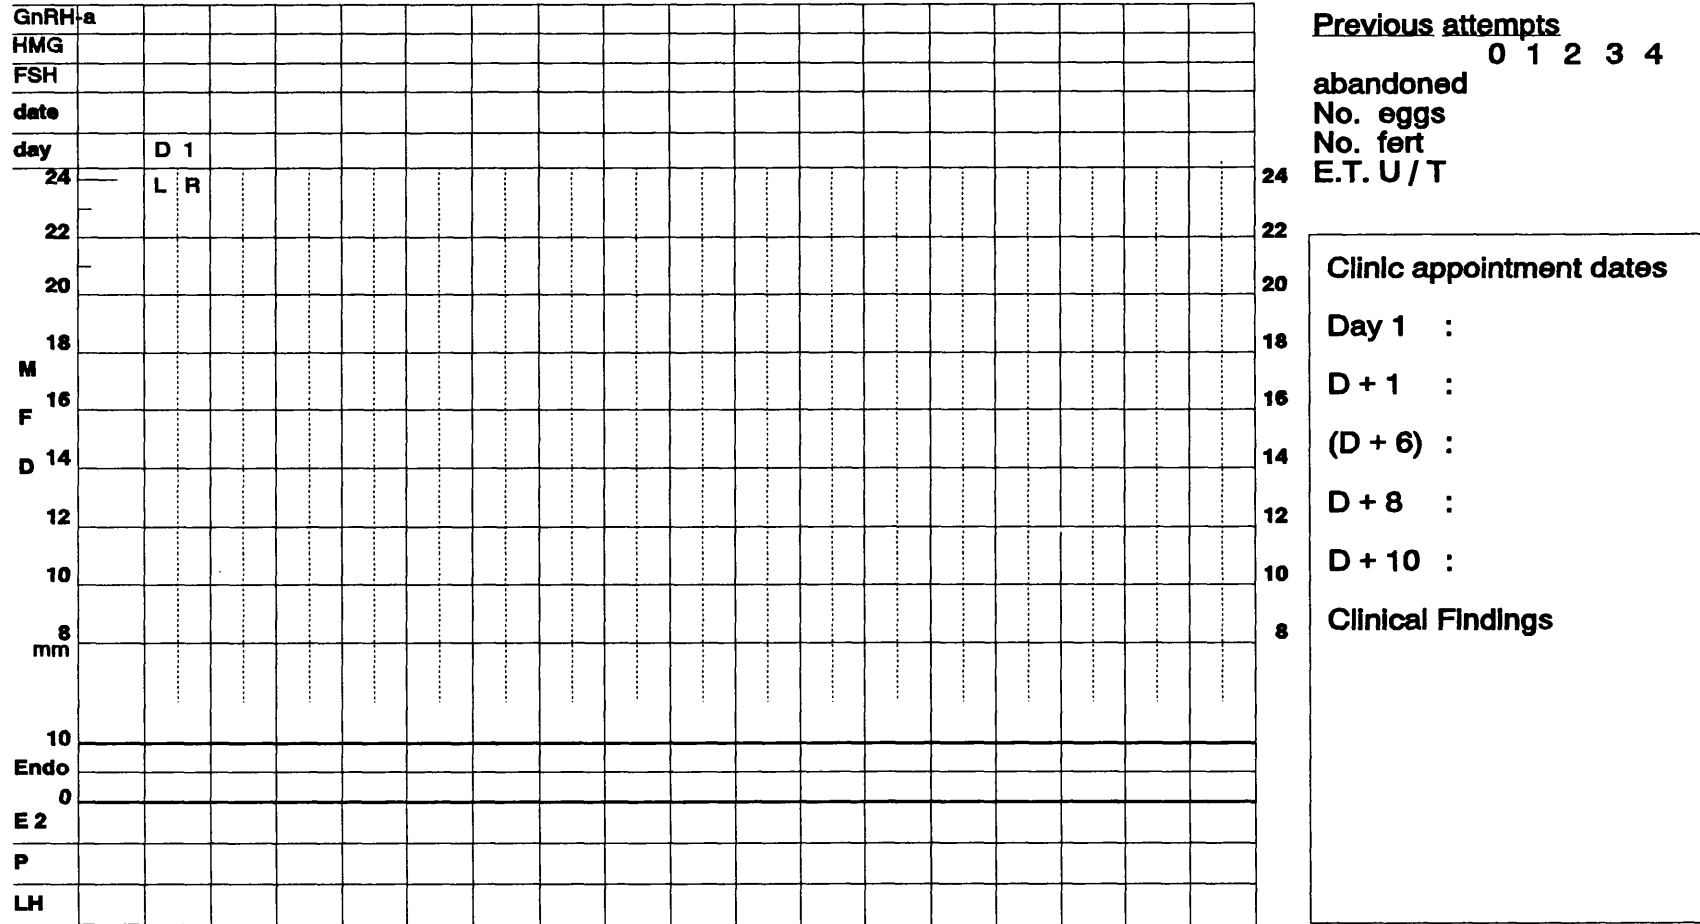 GnRH-a
HMG
FSH
date
day D 1
24 L R 24
22 22
20 20
18 18
M
16 16
F
D 14 14
12 12
10 10
8 8
mm
10
Endo
0
E 2
P
LH
Previous attempts
0 1 2 3 4
abandoned
No. eggs
No. fert
E.T. U / T
Clinic appointment dates
Day 1 :
D + 1 :
(D + 6) :
D + 8 :
D + 10 :
Clinical Findings